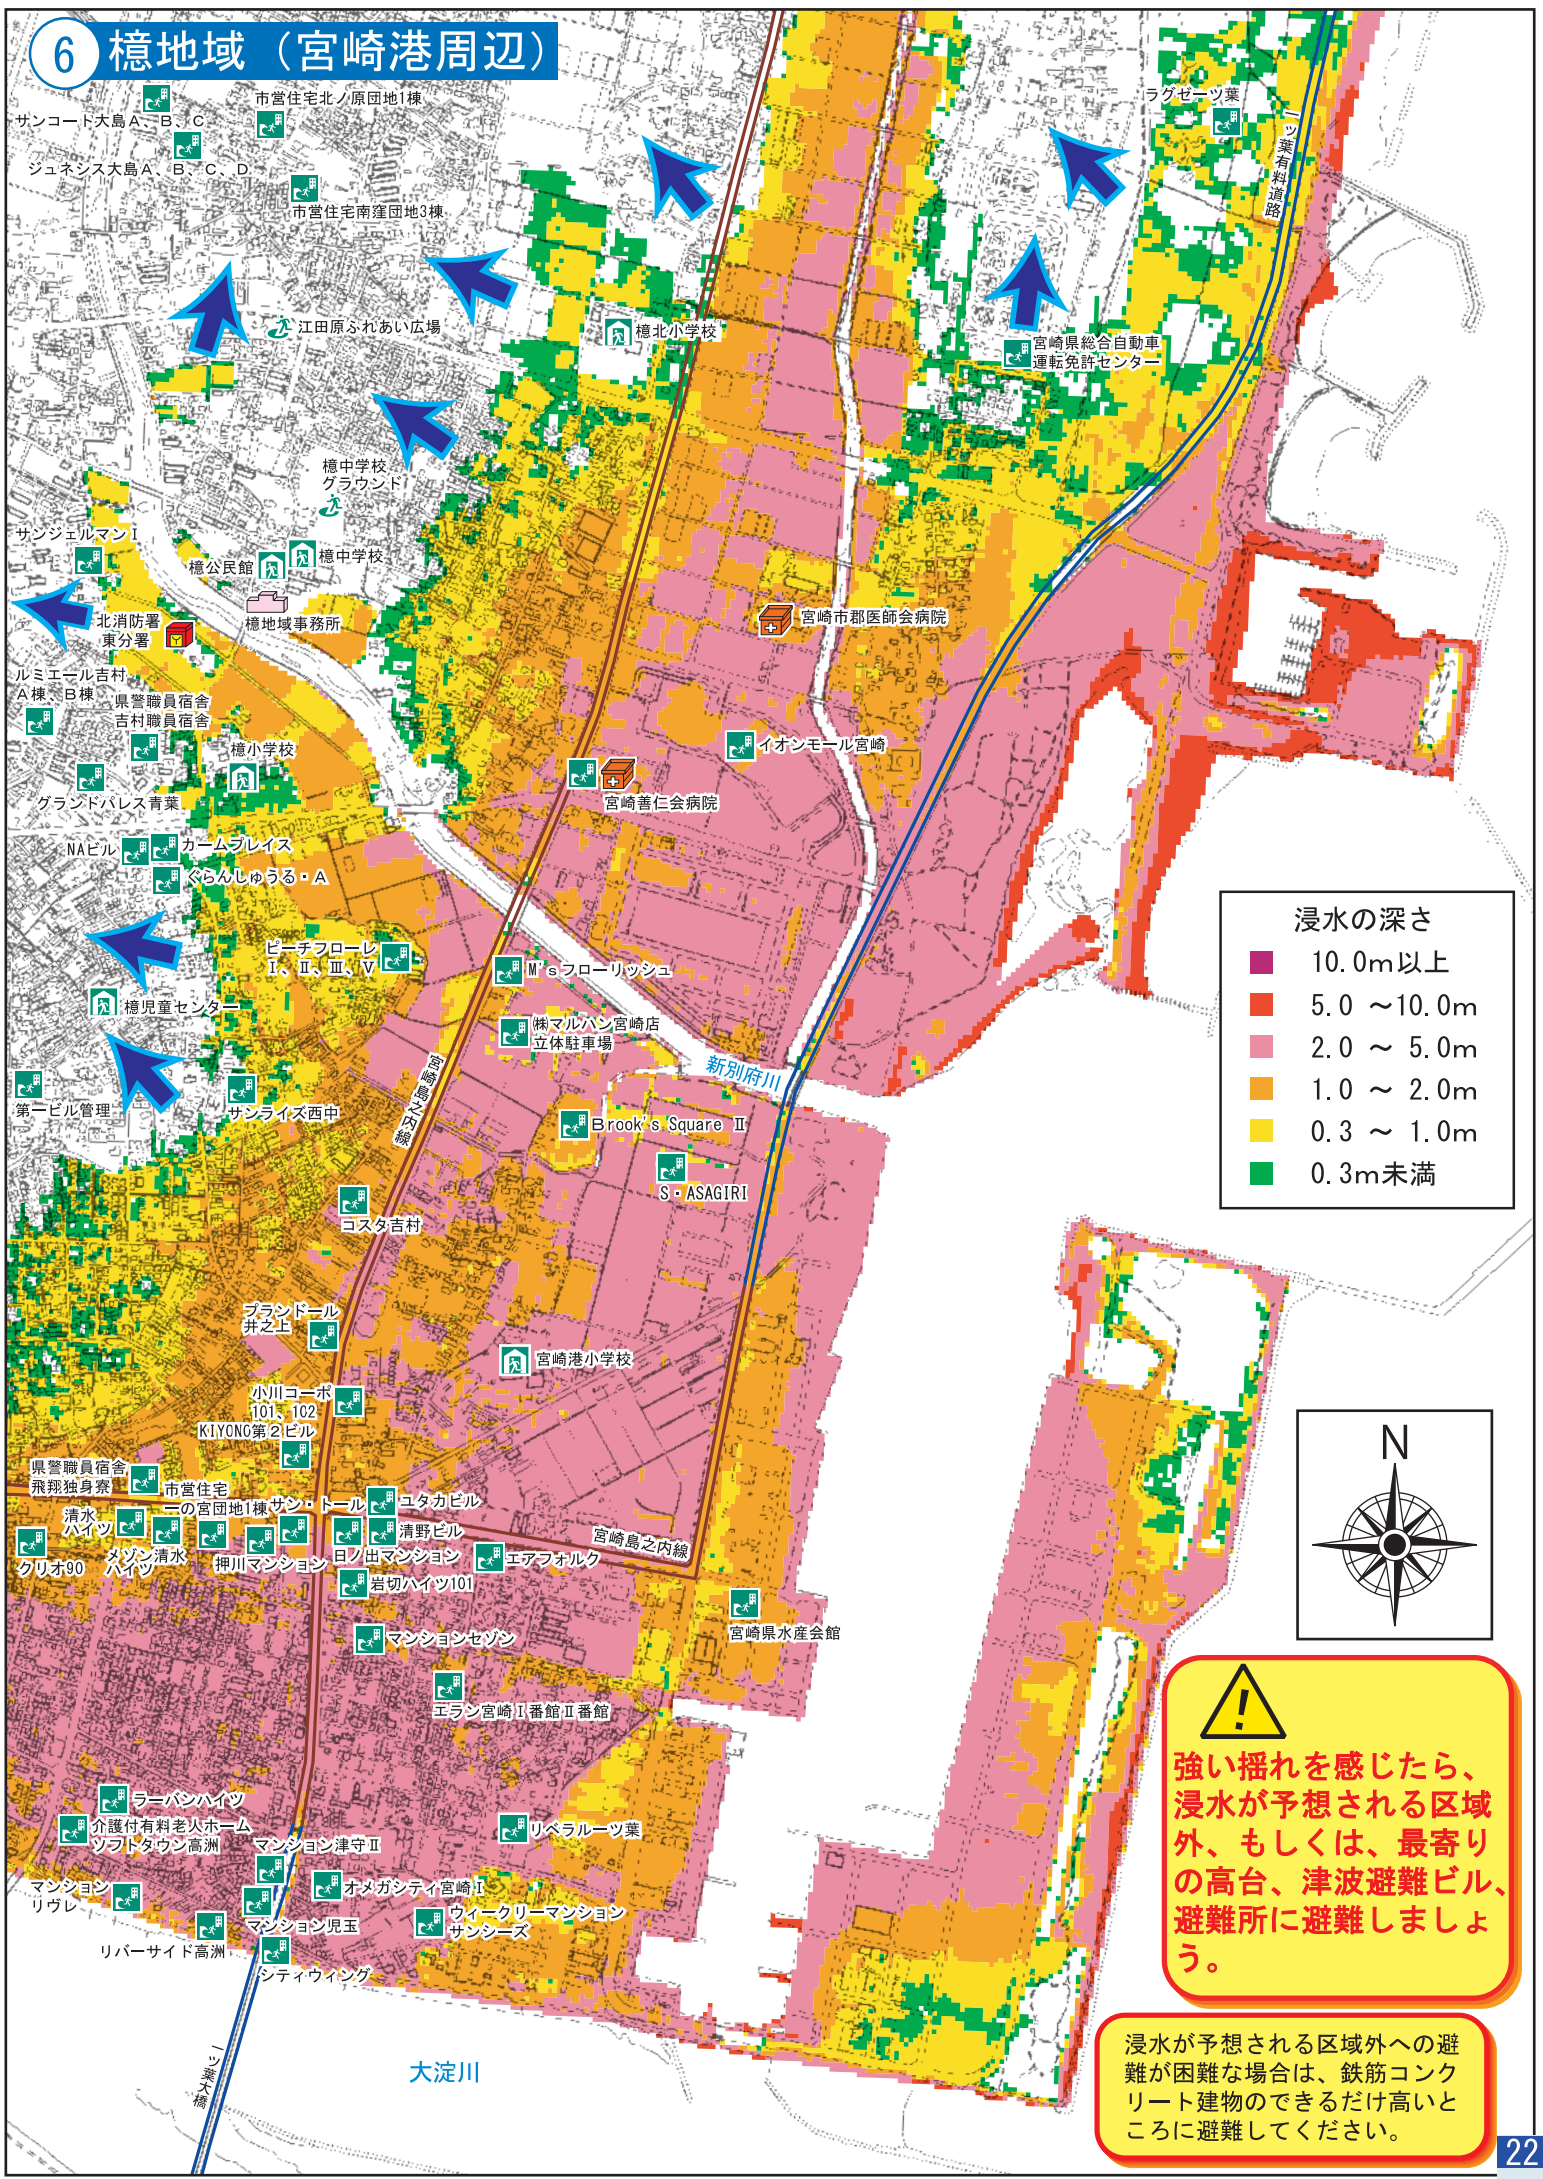 6 檍地域（宮崎港周辺）
サンコート大島A、B、C
市営住宅北ノ原団地1棟
ジュネシス大島A、B、C、D
市営住宅南窪団地3棟
ラグゼーツ葉
一ッ葉有料道路
江田原ふれあい広場
檍北小学校
宮崎県総合自動車
運転免許センター
檍中学校
グラウンド
サンジェルマンⅠ
檍公民館
檍中学校
北消防署
東分署
檍地域事務所
宮崎市郡医師会病院
ルミエール吉村
A棟、B棟
県警職員宿舎
吉村職員宿舎
檍小学校
イオンモール宮崎
グランドパレス青葉
宮崎善仁会病院
NAビル
カームプレイス
ぐらんしゅうる・A
ピーチフローレ
Ⅰ、Ⅱ、Ⅲ、Ⅴ
M'sフローリッシュ
檍児童センター
㈱マルハン宮崎店
立体駐車場
宮崎島之内線
新別府川
第一ビル管理
サンライズ西中
Brook's Square Ⅱ
S・ASAGIRI
コスタ吉村
浸水の深さ
10.0m以上
5.0 ～10.0m
2.0 ～ 5.0m
1.0 ～ 2.0m
0.3 ～ 1.0m
0.3m未満
プランドール
井之上
宮崎港小学校
小川コーポ
101、102
KIYONO第2ビル
N
県警職員宿舎
飛翔独身寮
市営住宅
一の宮団地1棟
サン・トール
ユタカビル
清水
ハイツ
清野ビル
宮崎島之内線
クリオ90
メゾン清水
ハイツ
押川マンション
日ノ出マンション
エアフォルク
岩切ハイツ101
宮崎県水産会館
マンションセゾン
エラン宮崎Ⅰ番館Ⅱ番館
ラーバンハイツ
介護付有料老人ホーム
ソフトタウン高洲
リベラルーツ葉
マンション津守Ⅱ
マンション
リヴレ
オメガシティ宮崎Ⅰ
マンション児玉
ウィークリーマンション
サンシーズ
リバーサイド高洲
シティウィング
一ツ葉大橋
大淀川
強い揺れを感じたら、
浸水が予想される区域
外、もしくは、最寄り
の高台、津波避難ビル、
避難所に避難しましょ
う。
浸水が予想される区域外への避
難が困難な場合は、鉄筋コンク
リート建物のできるだけ高いと
ころに避難してください。
22